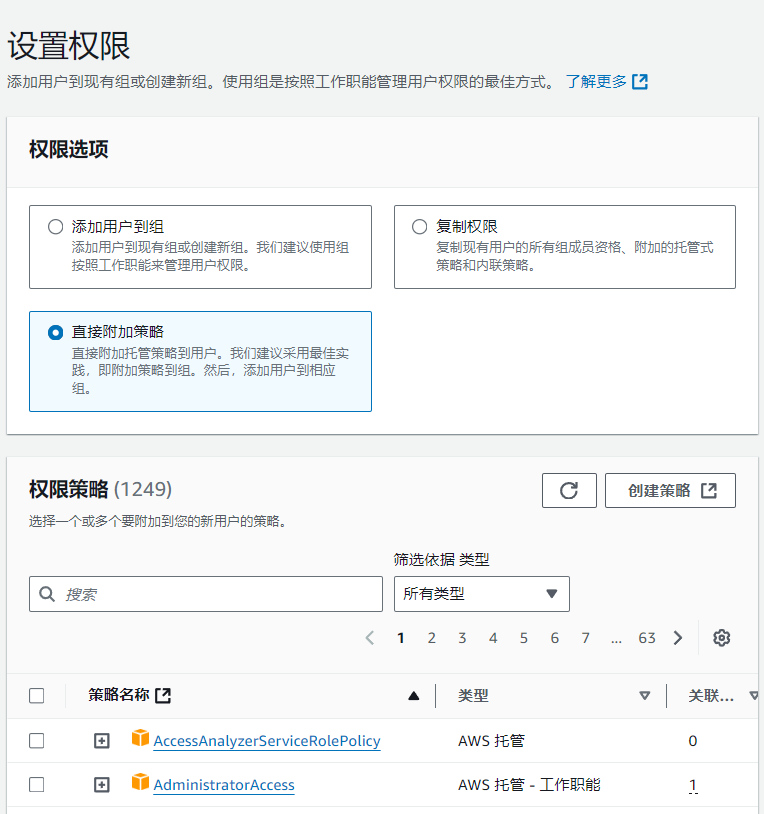 设置权限
添加用户到现有组或创建新组。使用组是按照工作职能管理用户权限的最佳方式。 了解更多
权限选项
添加用户到组
添加用户到现有组或创建新组。我们建议使用组
按照工作职能来管理用户权限。
复制权限
复制现有用户的所有组成员资格、附加的托管式
策略和内联策略。
直接附加策略
直接附加托管策略到用户。我们建议采用最佳实
践，即附加策略到组。然后，添加用户到相应
组。
权限策略 (1249)
创建策略
选择一个或多个要附加到您的新用户的策略。
筛选依据 类型
搜索
所有类型
1 2 3 4 5 6 7 ... 63
策略名称 类型 关联...
AccessAnalyzerServiceRolePolicy AWS 托管 0
AdministratorAccess AWS 托管 - 工作职能 1